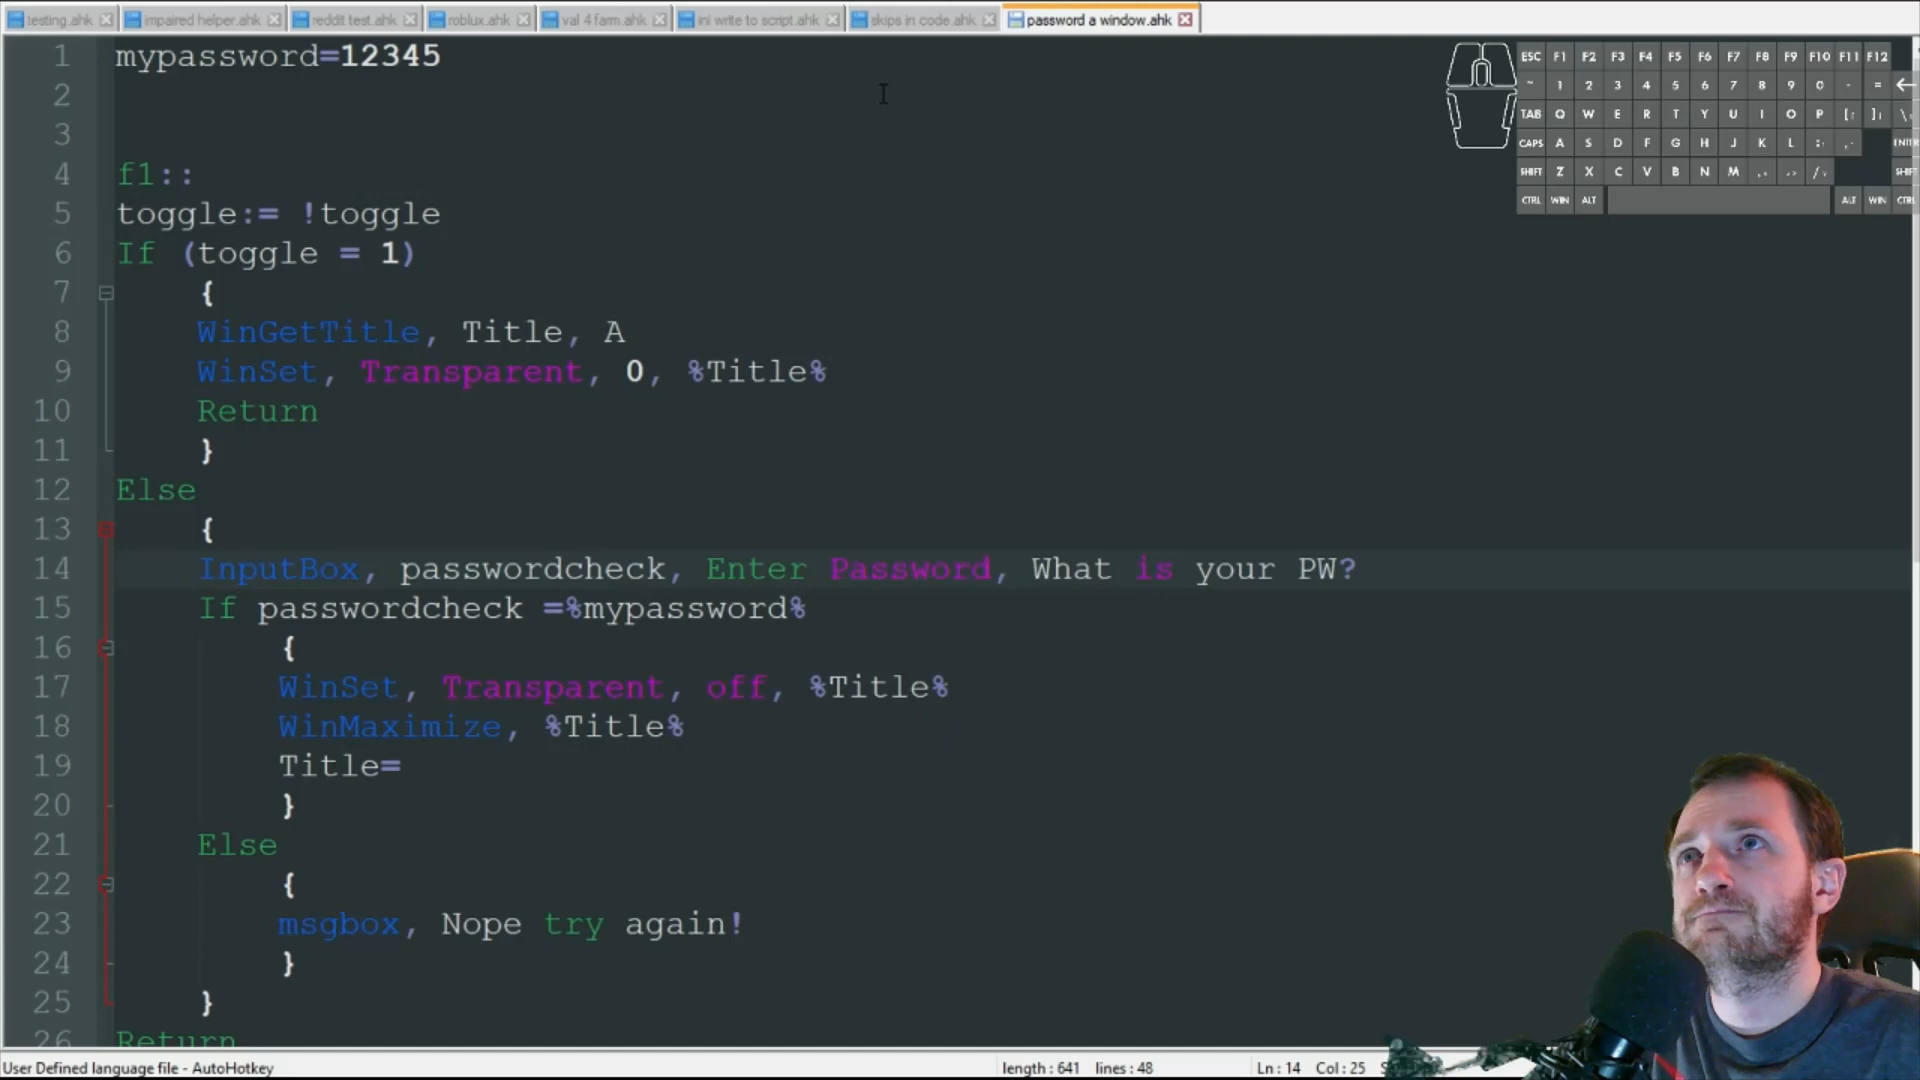 testing.ahk impaired helper.ahk reddit test.ahk roblux.ahk val 4 farm.ahk ini write to script.ahk skips in code.ahk password a window.ahk
1 mypassword=12345
2
3
4 f1::
5 toggle:= !toggle
6 If (toggle = 1)
7 {
8 WinGetTitle, Title, A
9 WinSet, Transparent, 0, %Title%
10 Return
11 }
12 Else
13 {
14 InputBox, passwordcheck, Enter Password, What is your PW?
15 If passwordcheck =%mypassword%
16 {
17 WinSet, Transparent, off, %Title%
18 WinMaximize, %Title%
19 Title=
20 }
21 Else
22 {
23 msgbox, Nope try again!
24 }
25 }
26 Return
ESC F1 F2 F3 F4 F5 F6 F7 F8 F9 F10 F11 F12
~ 1 2 3 4 5 6 7 8 9 0 - = ←
TAB Q W E R T Y U I O P [ ] \
CAPS A S D F G H J K L
SHIFT Z X C V B N M SHIFT
CTRL WIN ALT ALT WIN CTRL
User Defined language file - AutoHotkey length : 641 lines : 48 Ln : 14 Col : 25